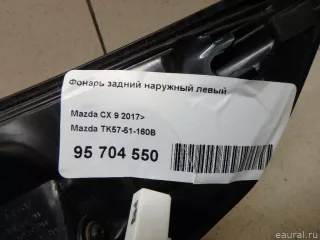 Фонарь задний наружный левый
Mazda CX 9 2017>
Mazda TK57-51-160B
95 704 550
eaural.ru